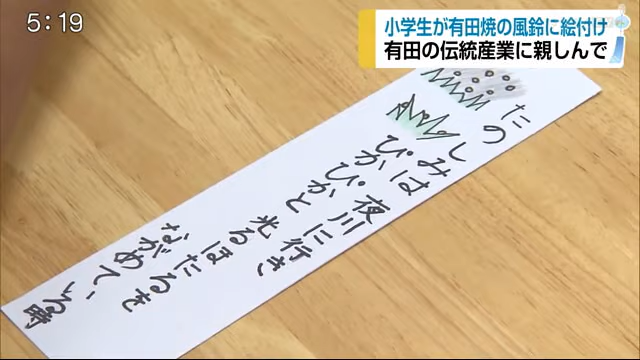 5:19
小学生が有田焼の風鈴に絵付け
有田の伝統産業に親しんで
たのしみは夜川に行き
ぴかぴかと光るほたるを
ながめている時